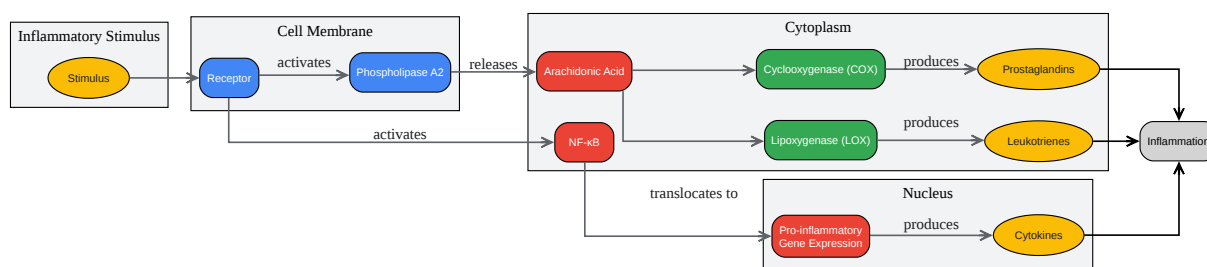 Inflammatory Stimulus
Stimulus
Cell Membrane
Receptor
activates
Phospholipase A2
releases
activates
Cytoplasm
Arachidonic Acid
Cyclooxygenase (COX)
produces
Prostaglandins
NF-κB
Lipoxygenase (LOX)
produces
Leukotrienes
Inflammation
translocates to
Nucleus
Pro-inflammatory
Gene Expression
produces
Cytokines